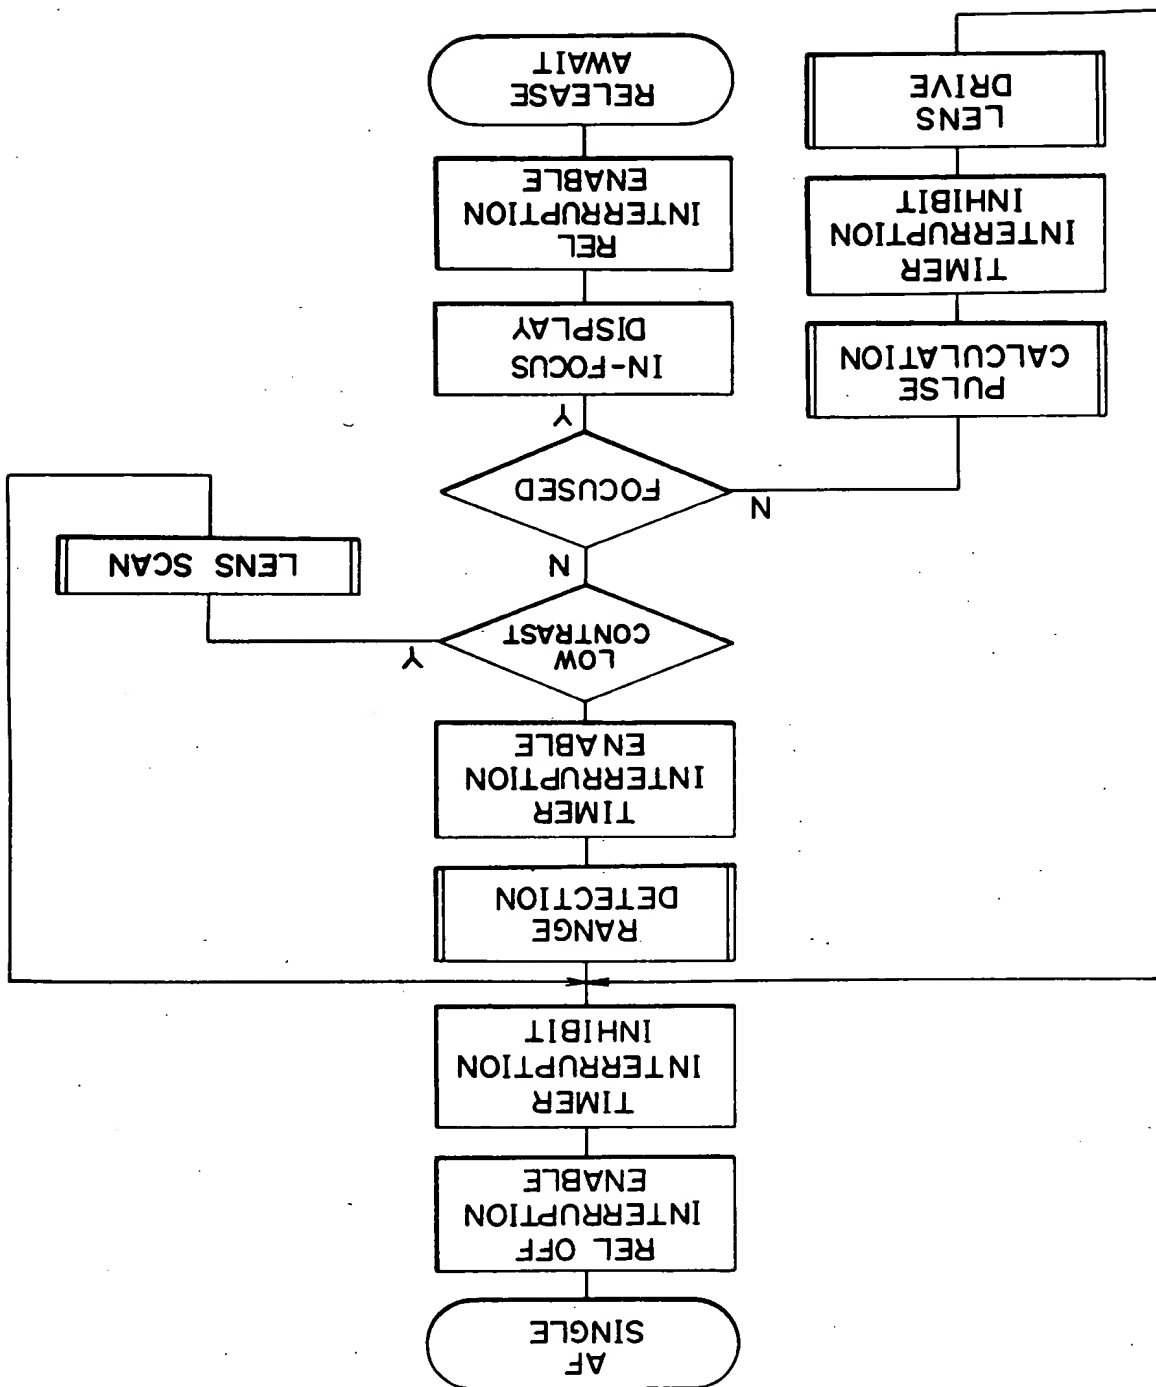 AF
SINGLE
REL OFF
INTERRUPTION
ENABLE
TIMER
INTERRUPTION
INHIBIT
RANGE
DETECTION
TIMER
INTERRUPTION
ENABLE
LOW
CONTRAST
Y
N
LENS SCAN
FOCUSED
N
Y
IN-FOCUS
DISPLAY
REL
INTERRUPTION
ENABLE
RELEASE
AWAIT
PULSE
CALCULATION
TIMER
INTERRUPTION
INHIBIT
LENS
DRIVE